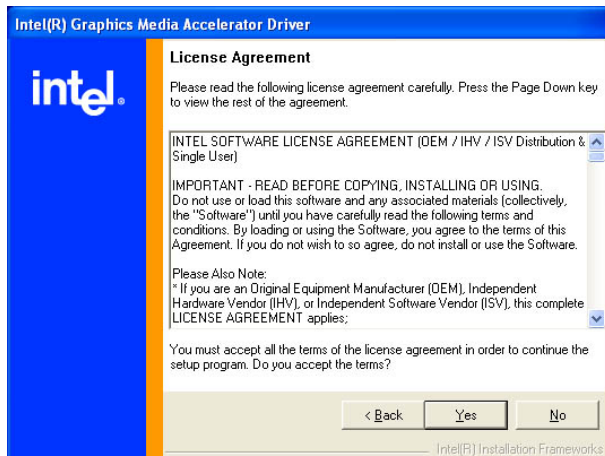 Intel(R) Graphics Media Accelerator Driver
intel.
License Agreement
Please read the following license agreement carefully. Press the Page Down key
to view the rest of the agreement.
INTEL SOFTWARE LICENSE AGREEMENT (OEM / IHV / ISV Distribution &
Single User)
IMPORTANT - READ BEFORE COPYING, INSTALLING OR USING.
Do not use or load this software and any associated materials (collectively,
the "Software") until you have carefully read the following terms and
conditions. By loading or using the Software, you agree to the terms of this
Agreement. If you do not wish to so agree, do not install or use the Software.
Please Also Note:
* If you are an Original Equipment Manufacturer (OEM), Independent
Hardware Vendor (IHV), or Independent Software Vendor (ISV), this complete
LICENSE AGREEMENT applies;
You must accept all the terms of the license agreement in order to continue the
setup program. Do you accept the terms?
< Back Yes No
Intel(R) Installation Frameworks